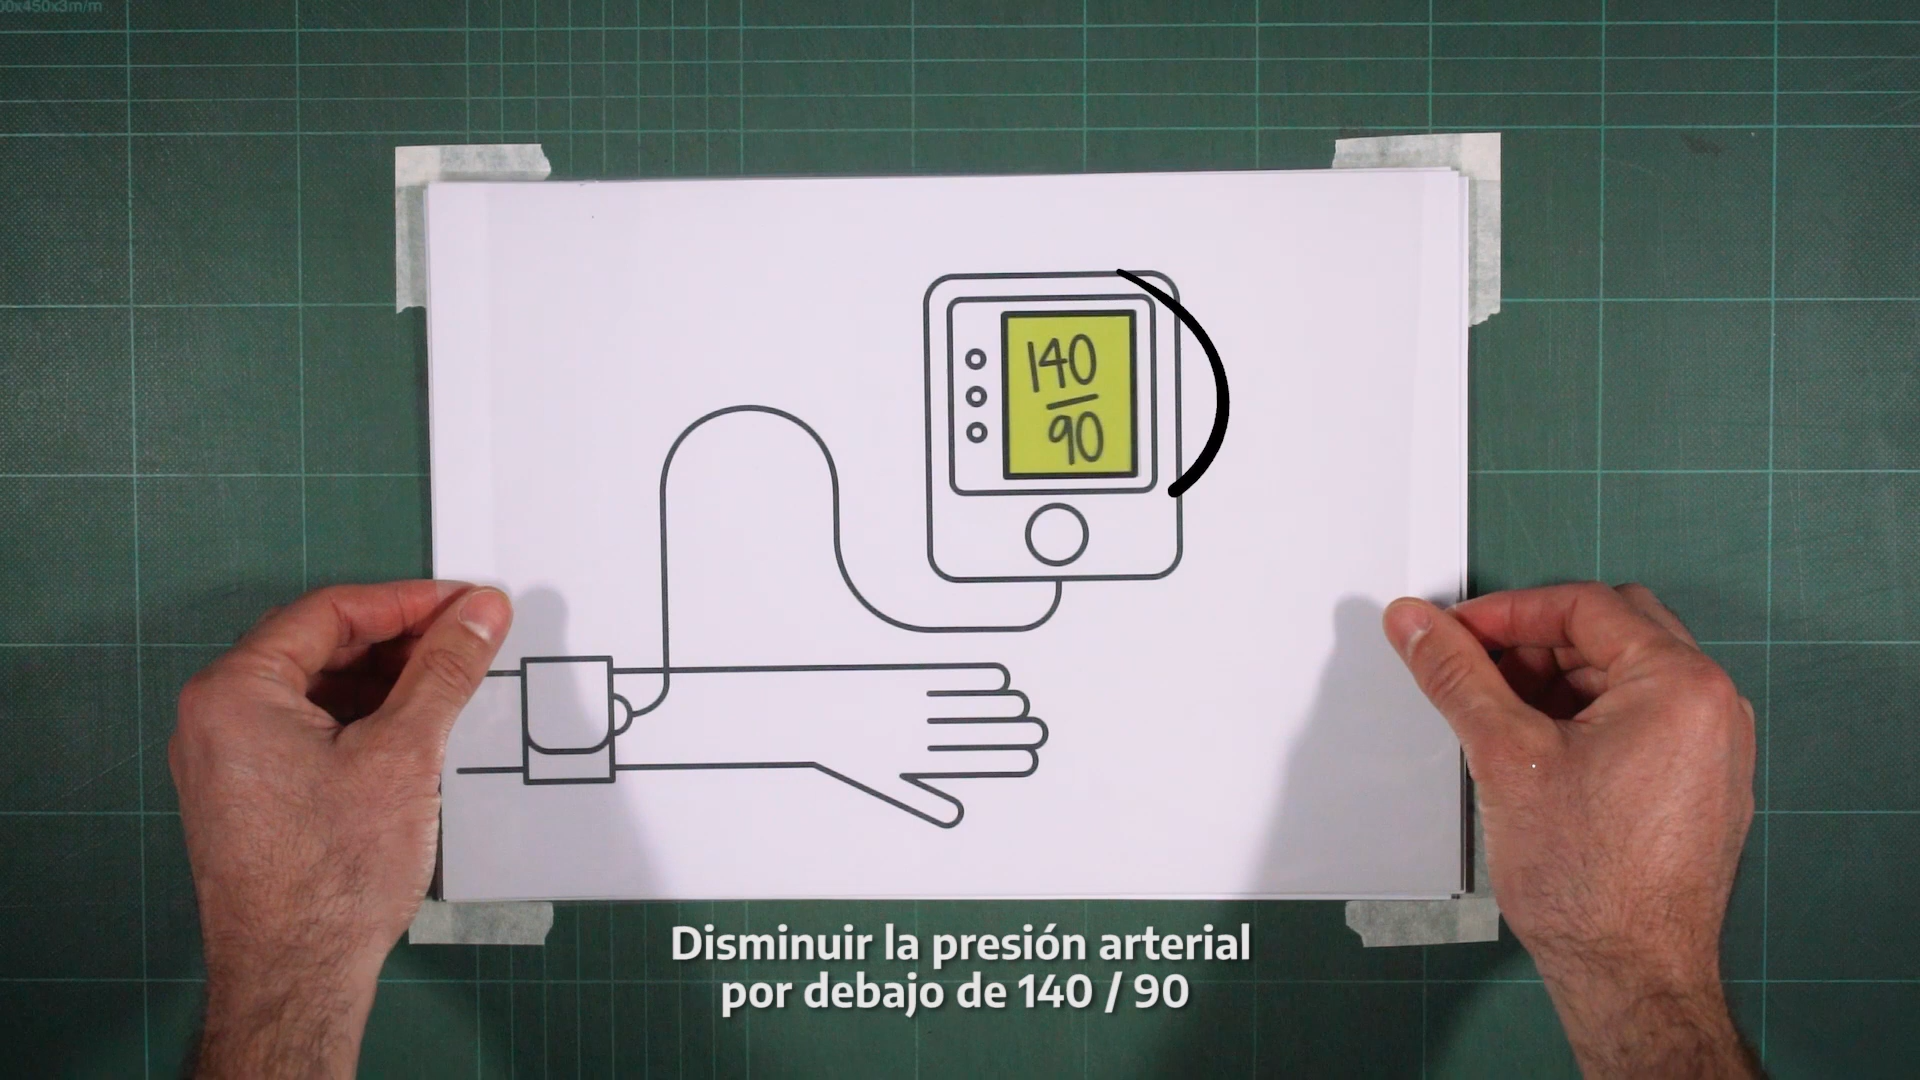 140
90
Disminuir la presión arterial
por debajo de 140 / 90